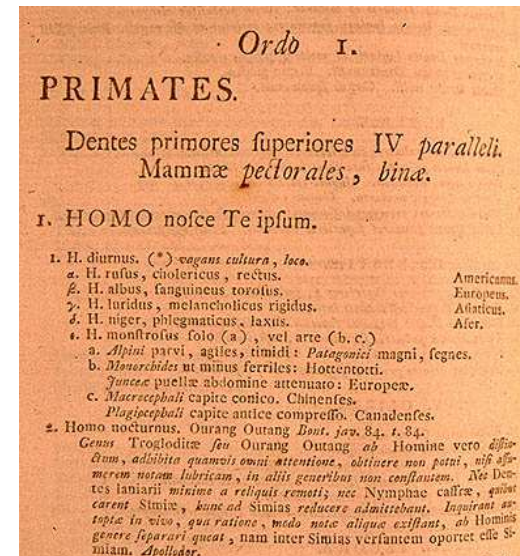 Ordo I.
PRIMATES.
Dentes primores ſuperiores IV paralleli.
Mammæ pectorales, binæ.
1. HOMO noſce Te ipſum.
1. H. diurnus. (*) vagans cultura, loco.
α. H. rufus, cholericus, rectus. Americanus.
β. H. albus, ſanguineus toroſus. Europeus.
γ. H. luridus, melancholicus rigidus. Aſiaticus.
δ. H. niger, phlegmaticus, laxus. Afer.
ε. H. monſtroſus ſolo (a), vel arte (b. c.)
a. Alpini parvi, agiles, timidi: Patagonici magni, ſegnes.
b. Monorchides ut minus ferriles: Hottentotti.
Junceæ puellæ abdomine attenuato: Europeæ.
c. Macrocephali capite conico. Chinenſes.
Plagiocephali capite antice compreſſo. Canadenſes.
2. Homo nocturnus. Ourang Outang Bont. jav. 84. t. 84.
Genus Trogloditæ ſeu Ourang Outang ab Homine vero diſtin-
ctum, adhibita quamvis omni attentione, obtinere non potui, niſi aſſu-
merem notam lubricam, in aliis generibus non conſtantem. Nec Den-
tes laniarii minime a reliquis remoti; nec Nymphæ caffræ, quibus
carent Simiæ, hunc ad Simias reducere admittebant. Inquirant au-
toptæ in vivo, qua ratione, modo notæ aliquæ exiſtant, ab Hominis
genere ſeparari queat, nam inter Simias verſantem oportet eſſe Si-
miam. Apollodor.